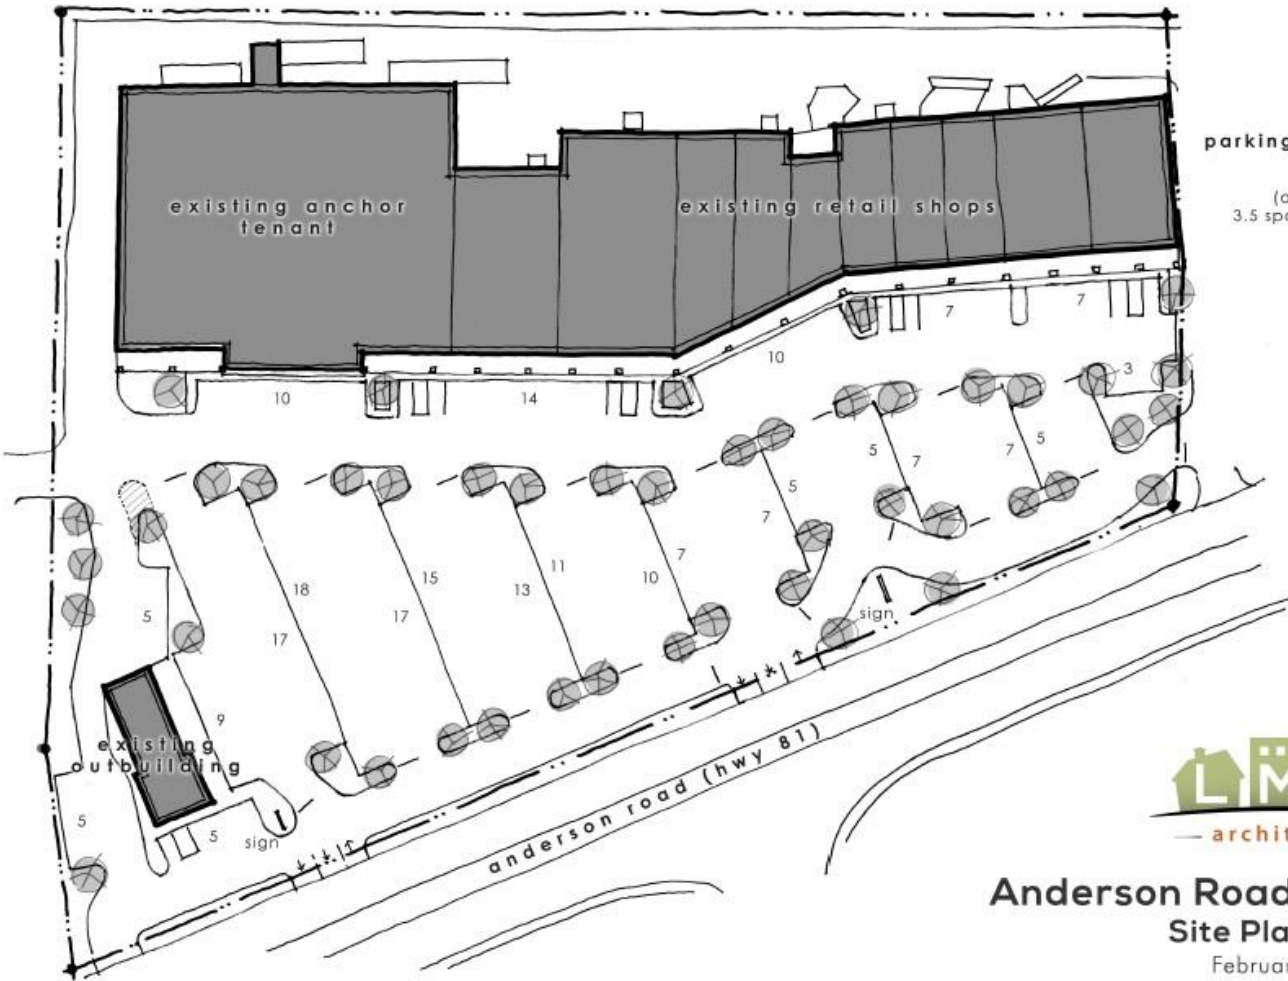 parking
(o
3.5 spa
existing anchor
tenant
existing retail shops
7
7
10
3
10
14
5
7
7
5
5
7
11
7
15
13
10
18
17
17
5
sign
9
existing
outbuilding
5
5
sign
anderson road (hwy 81)
LM
archit
Anderson Road
Site Pla
Februar